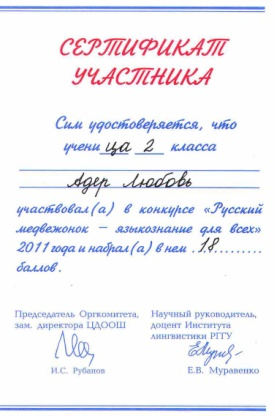 СЕРТИФИКАТ
УЧАСТНИКА
Сим удостоверяется, что
учени ца 2 класса
Адер Любовь
участвовал(а) в конкурсе «Русский
медвежонок – языкознание для всех»
2011 года и набрал(а) в нем .18.........
баллов.
Председатель Оргкомитета,
зам. директора ЦДООШ
И.С. Рубанов
Научный руководитель,
доцент Института
лингвистики РГГУ
Е.В. Муравенко